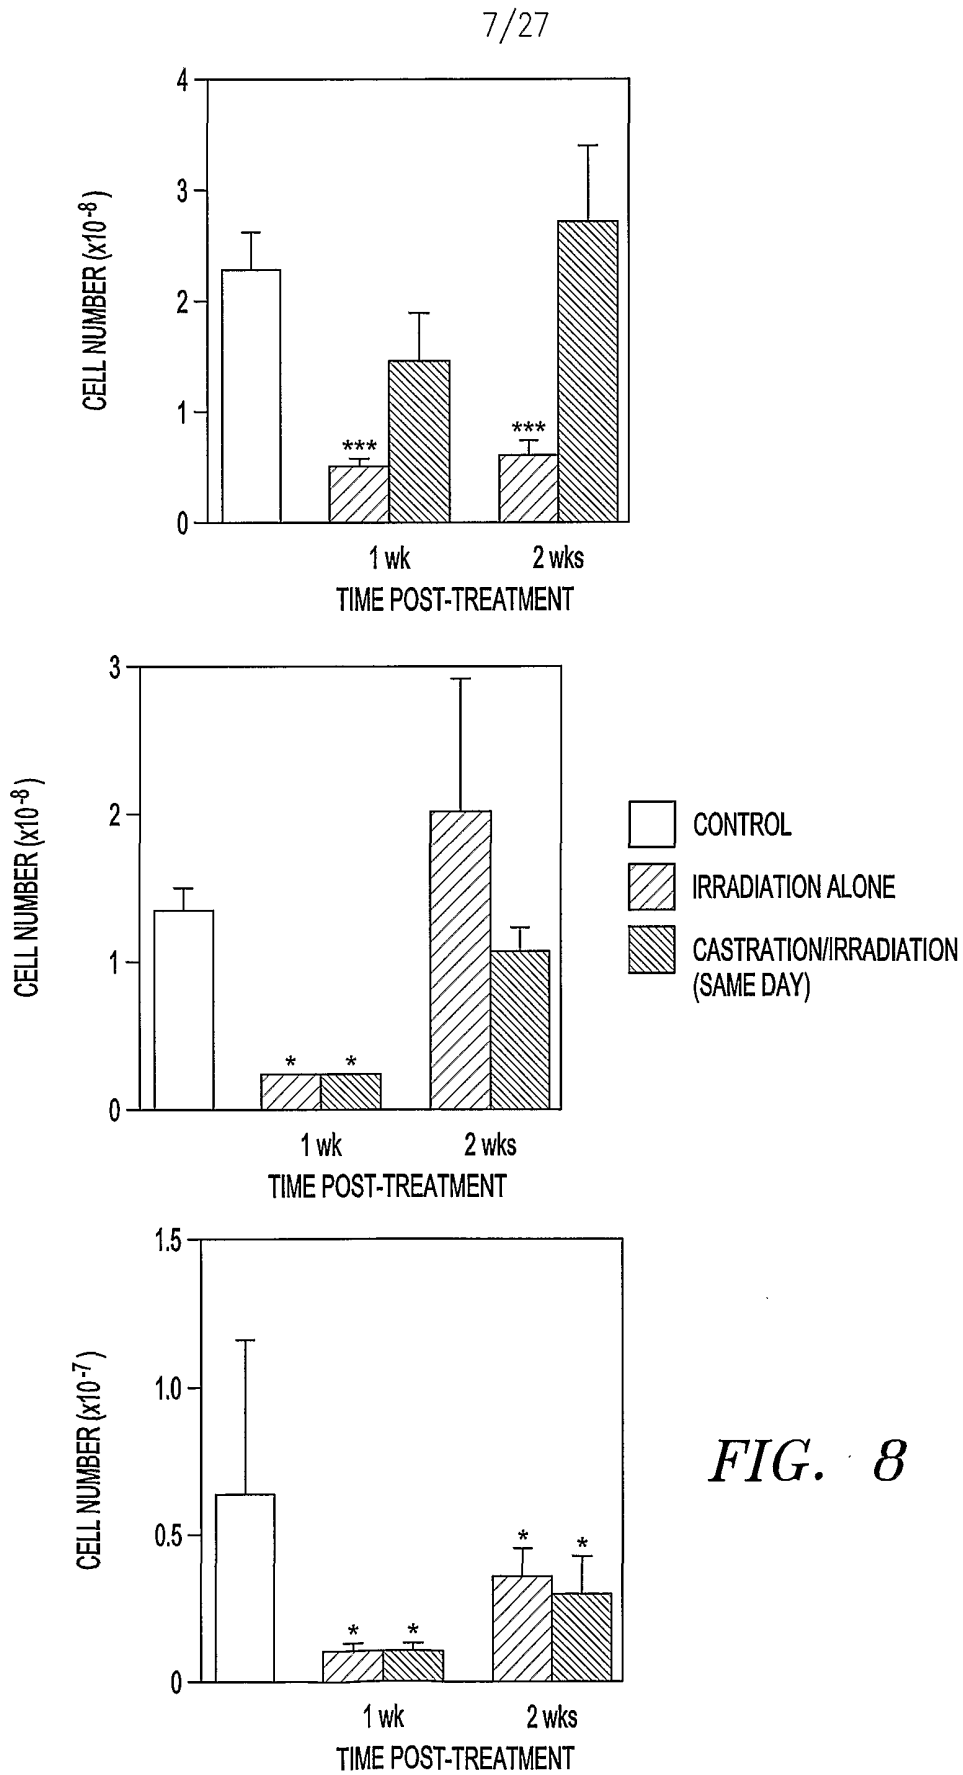 7/27
4
3
2
1
0
CELL NUMBER (x10-8)
***
***
1 wk
2 wks
TIME POST-TREATMENT
3
2
1
0
CELL NUMBER (x10-8)
*
*
1 wk
2 wks
TIME POST-TREATMENT
CONTROL
IRRADIATION ALONE
CASTRATION/IRRADIATION
(SAME DAY)
1.5
1.0
0.5
0
CELL NUMBER (x10-7)
*
*
*
*
1 wk
2 wks
TIME POST-TREATMENT
FIG. 8